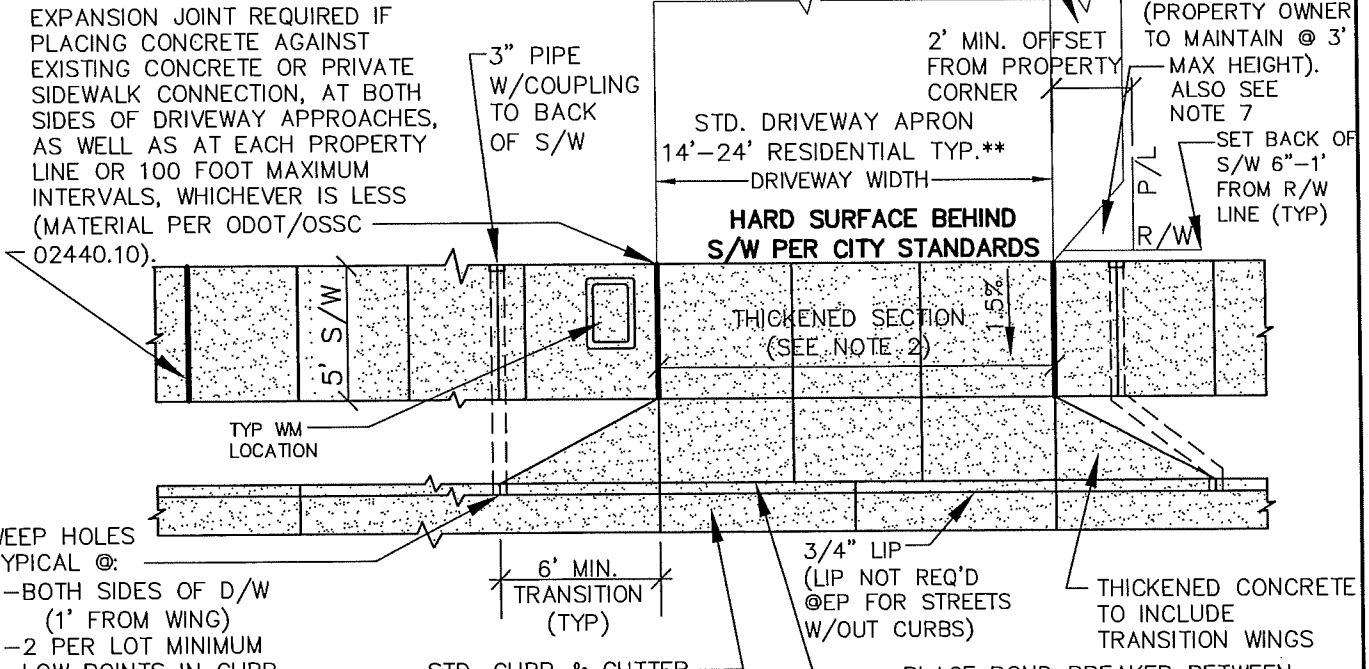 EXPANSION JOINT REQUIRED IF
PLACING CONCRETE AGAINST
EXISTING CONCRETE OR PRIVATE
SIDEWALK CONNECTION, AT BOTH
SIDES OF DRIVEWAY APPROACHES,
AS WELL AS AT EACH PROPERTY
LINE OR 100 FOOT MAXIMUM
INTERVALS, WHICHEVER IS LESS
(MATERIAL PER ODOT/OSSC
02440.10).
3" PIPE
W/COUPLING
TO BACK
OF S/W
2' MIN. OFFSET
FROM PROPERTY
CORNER
(PROPERTY OWNER
TO MAINTAIN @ 3'
MAX HEIGHT).
ALSO SEE
NOTE 7
STD. DRIVEWAY APRON
14'-24' RESIDENTIAL TYP.**
DRIVEWAY WIDTH
HARD SURFACE BEHIND
S/W PER CITY STANDARDS
P/L
R/W
SET BACK OF
S/W 6"-1'
FROM R/W
LINE (TYP)
5' S/W
THICKENED SECTION
(SEE NOTE 2)
1.5%
TYP WM
LOCATION
WEEP HOLES
TYPICAL @:
-BOTH SIDES OF D/W
(1' FROM WING)
-2 PER LOT MINIMUM
-LOW POINTS IN CURB
6' MIN.
TRANSITION
(TYP)
3/4" LIP
(LIP NOT REQ'D
@EP FOR STREETS
W/OUT CURBS)
THICKENED CONCRETE
TO INCLUDE
TRANSITION WINGS
STD. CURB & GUTTER
PLACE BOND BREAKER BETWEEN